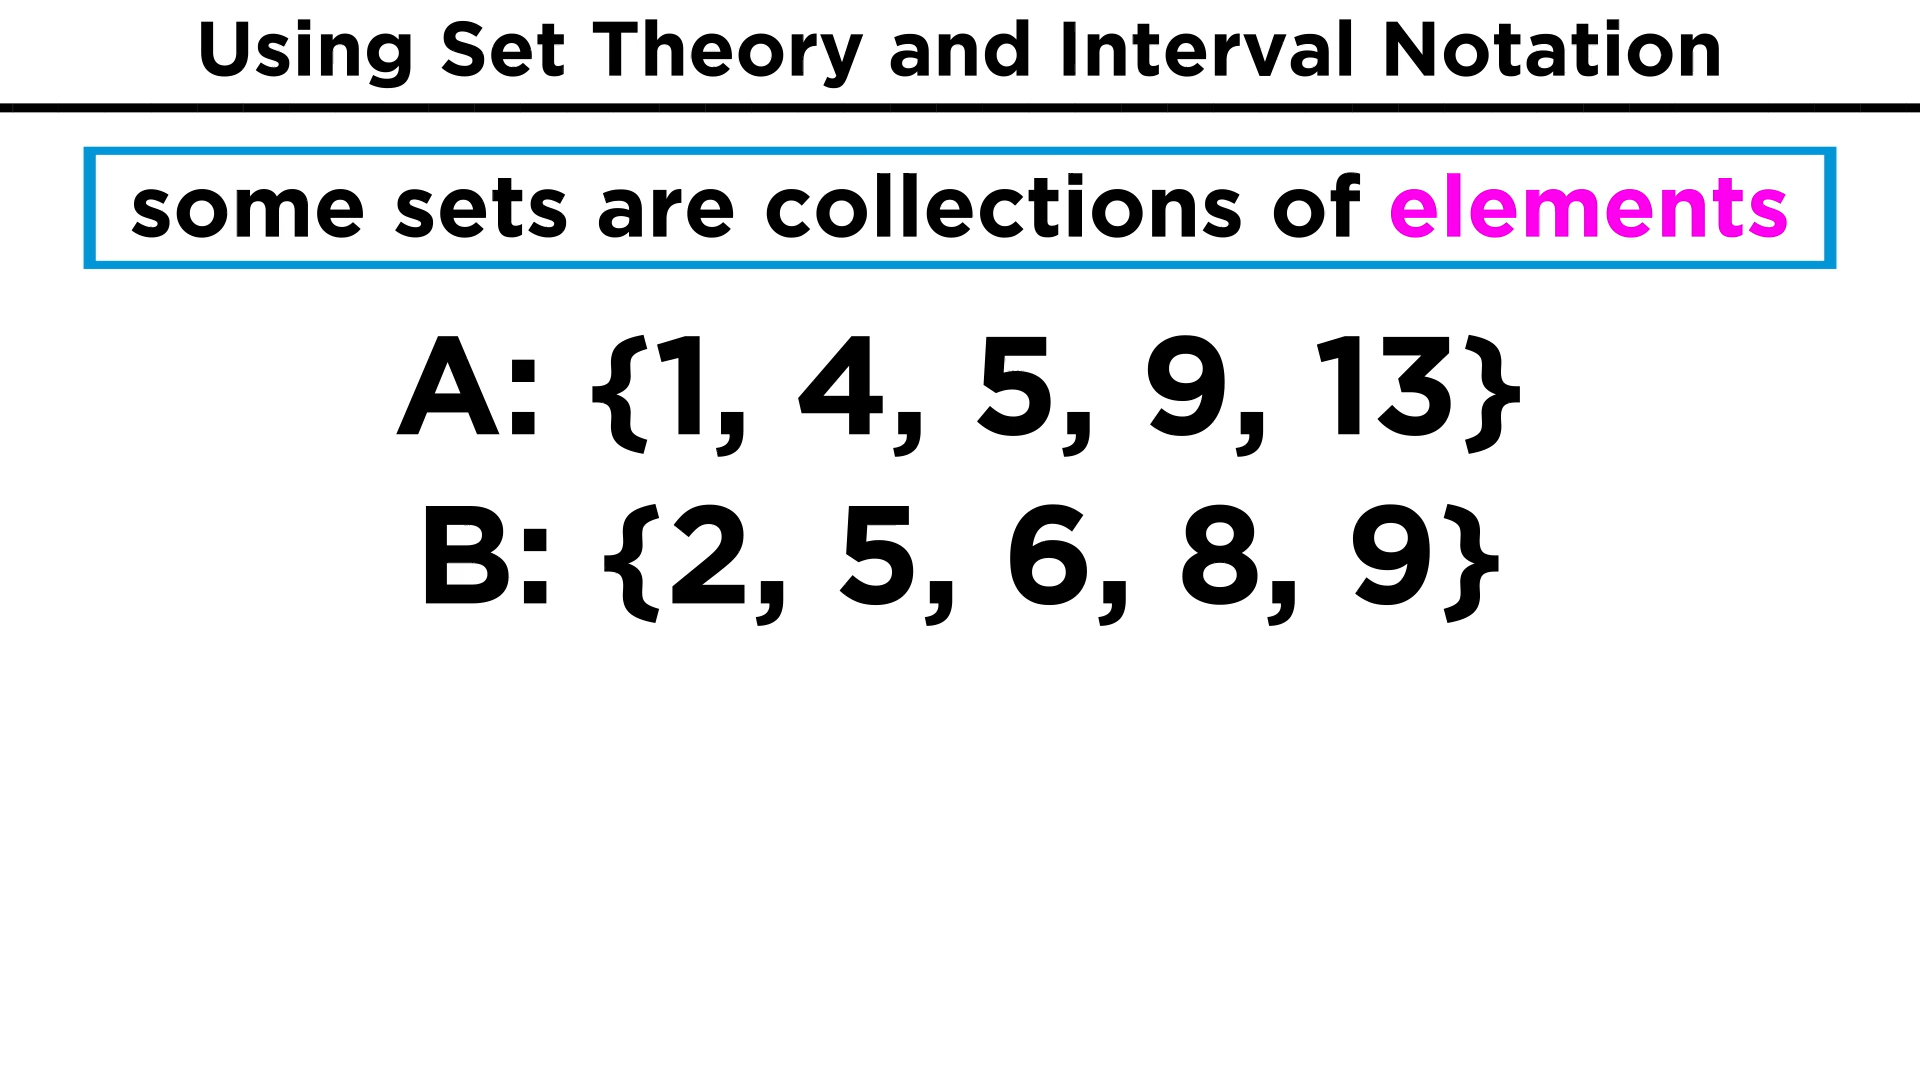 Using Set Theory and Interval Notation
some sets are collections of elements
A: {1, 4, 5, 9, 13}
B: {2, 5, 6, 8, 9}